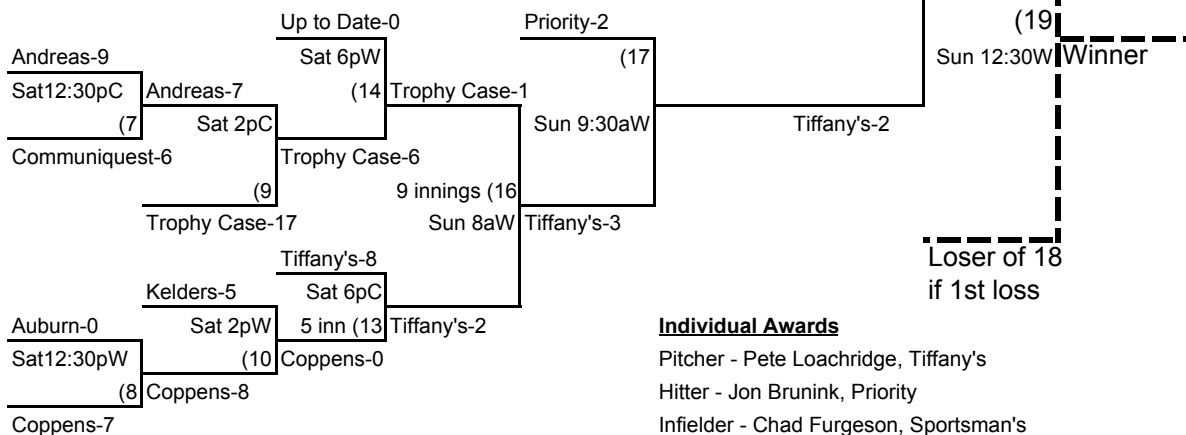 Up to Date-0 Priority-2 (19
Andreas-9 Sat 6pW (17 Sun 12:30W Winner
Sat12:30pC Andreas-7 (14 Trophy Case-1
(7 Sat 2pC Sun 9:30aW Tiffany's-2
Communiquest-6 Trophy Case-6
(9 9 innings (16
Trophy Case-17 Sun 8aW Tiffany's-3
Tiffany's-8 Loser of 18
Kelders-5 Sat 6pC if 1st loss
Auburn-0 Sat 2pW 5 inn (13 Tiffany's-2 Individual Awards
Sat12:30pW (10 Coppens-0 Pitcher - Pete Loachridge, Tiffany's
(8 Coppens-8 Hitter - Jon Brunink, Priority
Coppens-7 Infielder - Chad Furgeson, Sportsman's